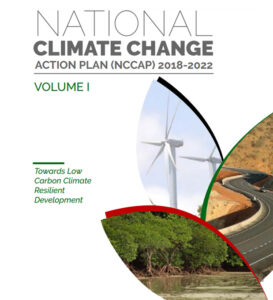 NATIONAL
CLIMATE CHANGE
ACTION PLAN (NCCAP) 2018-2022
VOLUME I
Towards Low
Carbon Climate
Resilient
Development